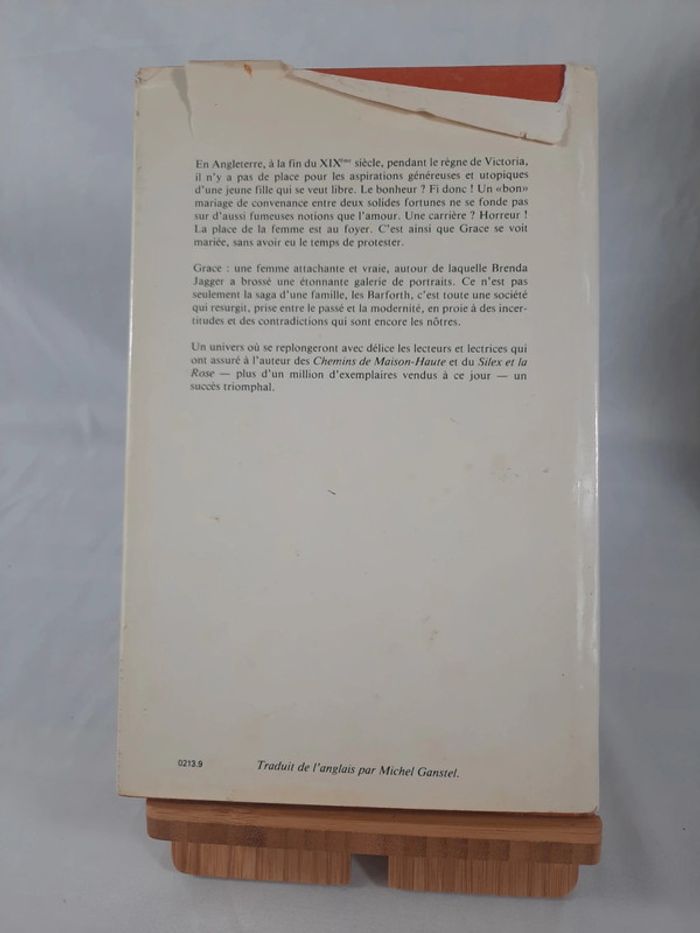 En Angleterre, à la fin du XIXème siècle, pendant le règne de Victoria,
il n'y a pas de place pour les aspirations généreuses et utopiques
d'une jeune fille qui se veut libre. Le bonheur ? Fi donc ! Un «bon»
mariage de convenance entre deux solides fortunes ne se fonde pas
sur d'aussi fumeuses notions que l'amour. Une carrière ? Horreur !
La place de la femme est au foyer. C'est ainsi que Grace se voit
mariée, sans avoir eu le temps de protester.
Grace : une femme attachante et vraie, autour de laquelle Brenda
Jagger a brossé une étonnante galerie de portraits. Ce n'est pas
seulement la saga d'une famille, les Barforth, c'est toute une société
qui resurgit, prise entre le passé et la modernité, en proie à des incer-
titudes et des contradictions qui sont encore les nôtres.
Un univers où se replongeront avec délice les lecteurs et lectrices qui
ont assuré à l'auteur des Chemins de Maison-Haute et du Silex et la
Rose — plus d'un million d'exemplaires vendus à ce jour — un
succès triomphal.
0213.9
Traduit de l'anglais par Michel Ganstel.